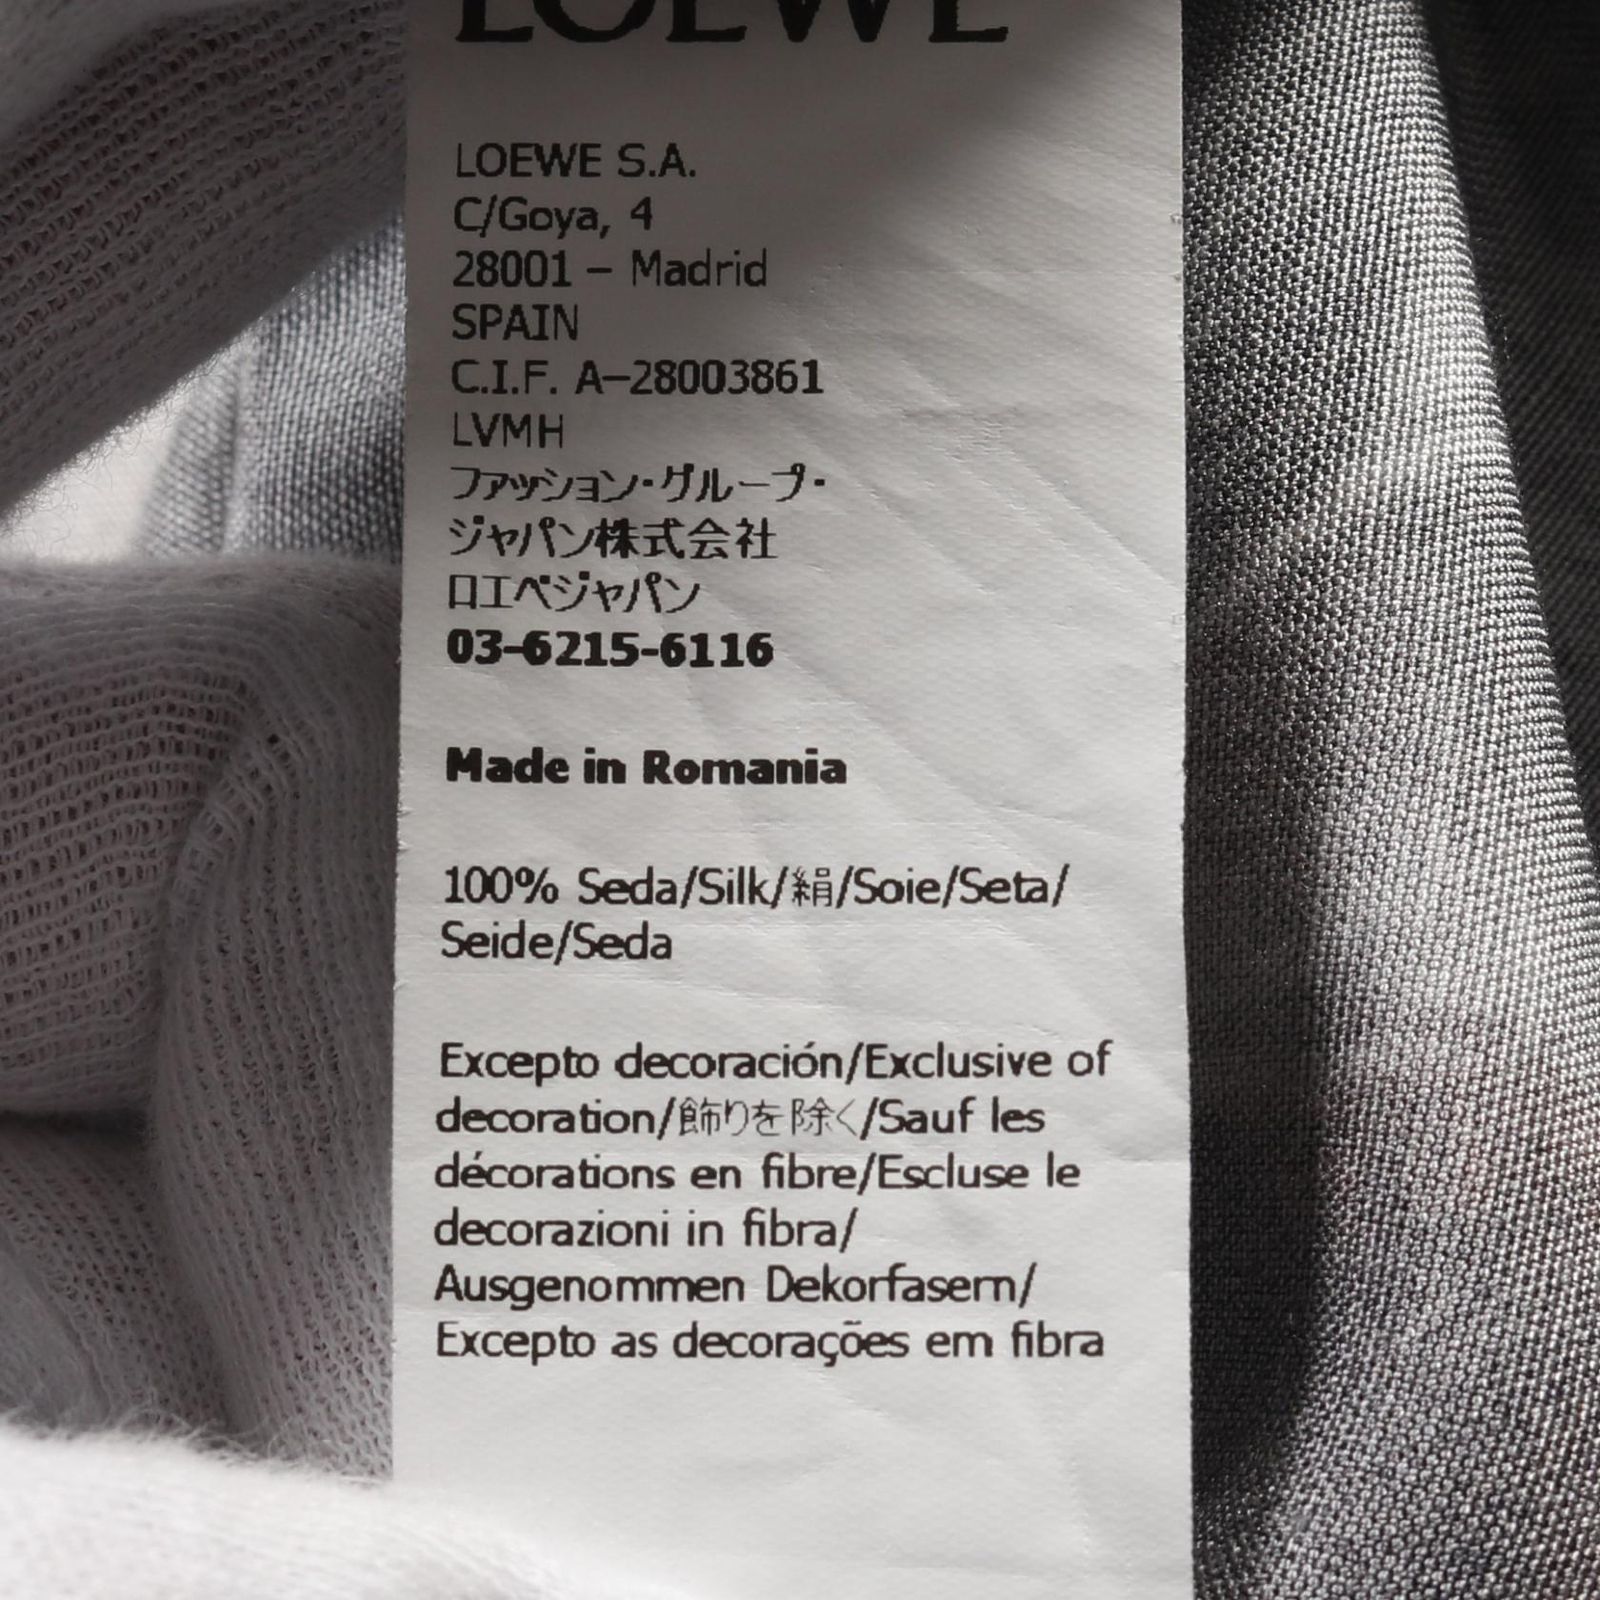 LOEWE
LOEWE S.A.
C/Goya, 4
28001 – Madrid
SPAIN
C.I.F. A–28003861
LVMH
ファッション・グループ・
ジャパン株式会社
ロエベジャパン
03-6215-6116
Made in Romania
100% Seda/Silk/絹/Soie/Seta/
Seide/Seda
Excepto decoración/Exclusive of
decoration/飾りを除く/Sauf les
décorations en fibre/Escluse le
decorazioni in fibra/
Ausgenommen Dekorfasern/
Excepto as decorações em fibra